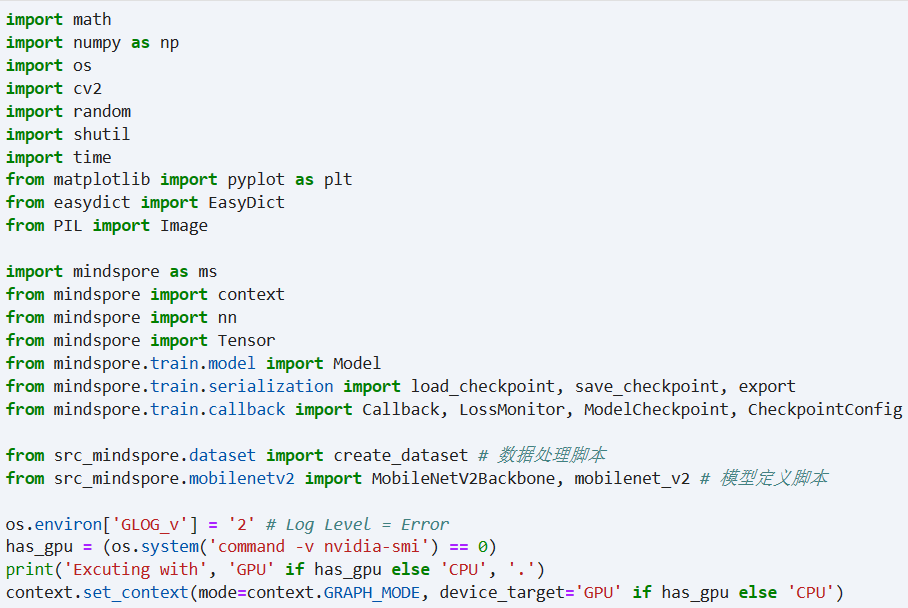 import math
import numpy as np
import os
import cv2
import random
import shutil
import time
from matplotlib import pyplot as plt
from easydict import EasyDict
from PIL import Image
import mindspore as ms
from mindspore import context
from mindspore import nn
from mindspore import Tensor
from mindspore.train.model import Model
from mindspore.train.serialization import load_checkpoint, save_checkpoint, export
from mindspore.train.callback import Callback, LossMonitor, ModelCheckpoint, CheckpointConfig
from src_mindspore.dataset import create_dataset # 数据处理脚本
from src_mindspore.mobilenetv2 import MobileNetV2Backbone, mobilenet_v2 # 模型定义脚本
os.environ['GLOG_v'] = '2' # Log Level = Error
has_gpu = (os.system('command -v nvidia-smi') == 0)
print('Excuting with', 'GPU' if has_gpu else 'CPU', '.')
context.set_context(mode=context.GRAPH_MODE, device_target='GPU' if has_gpu else 'CPU')